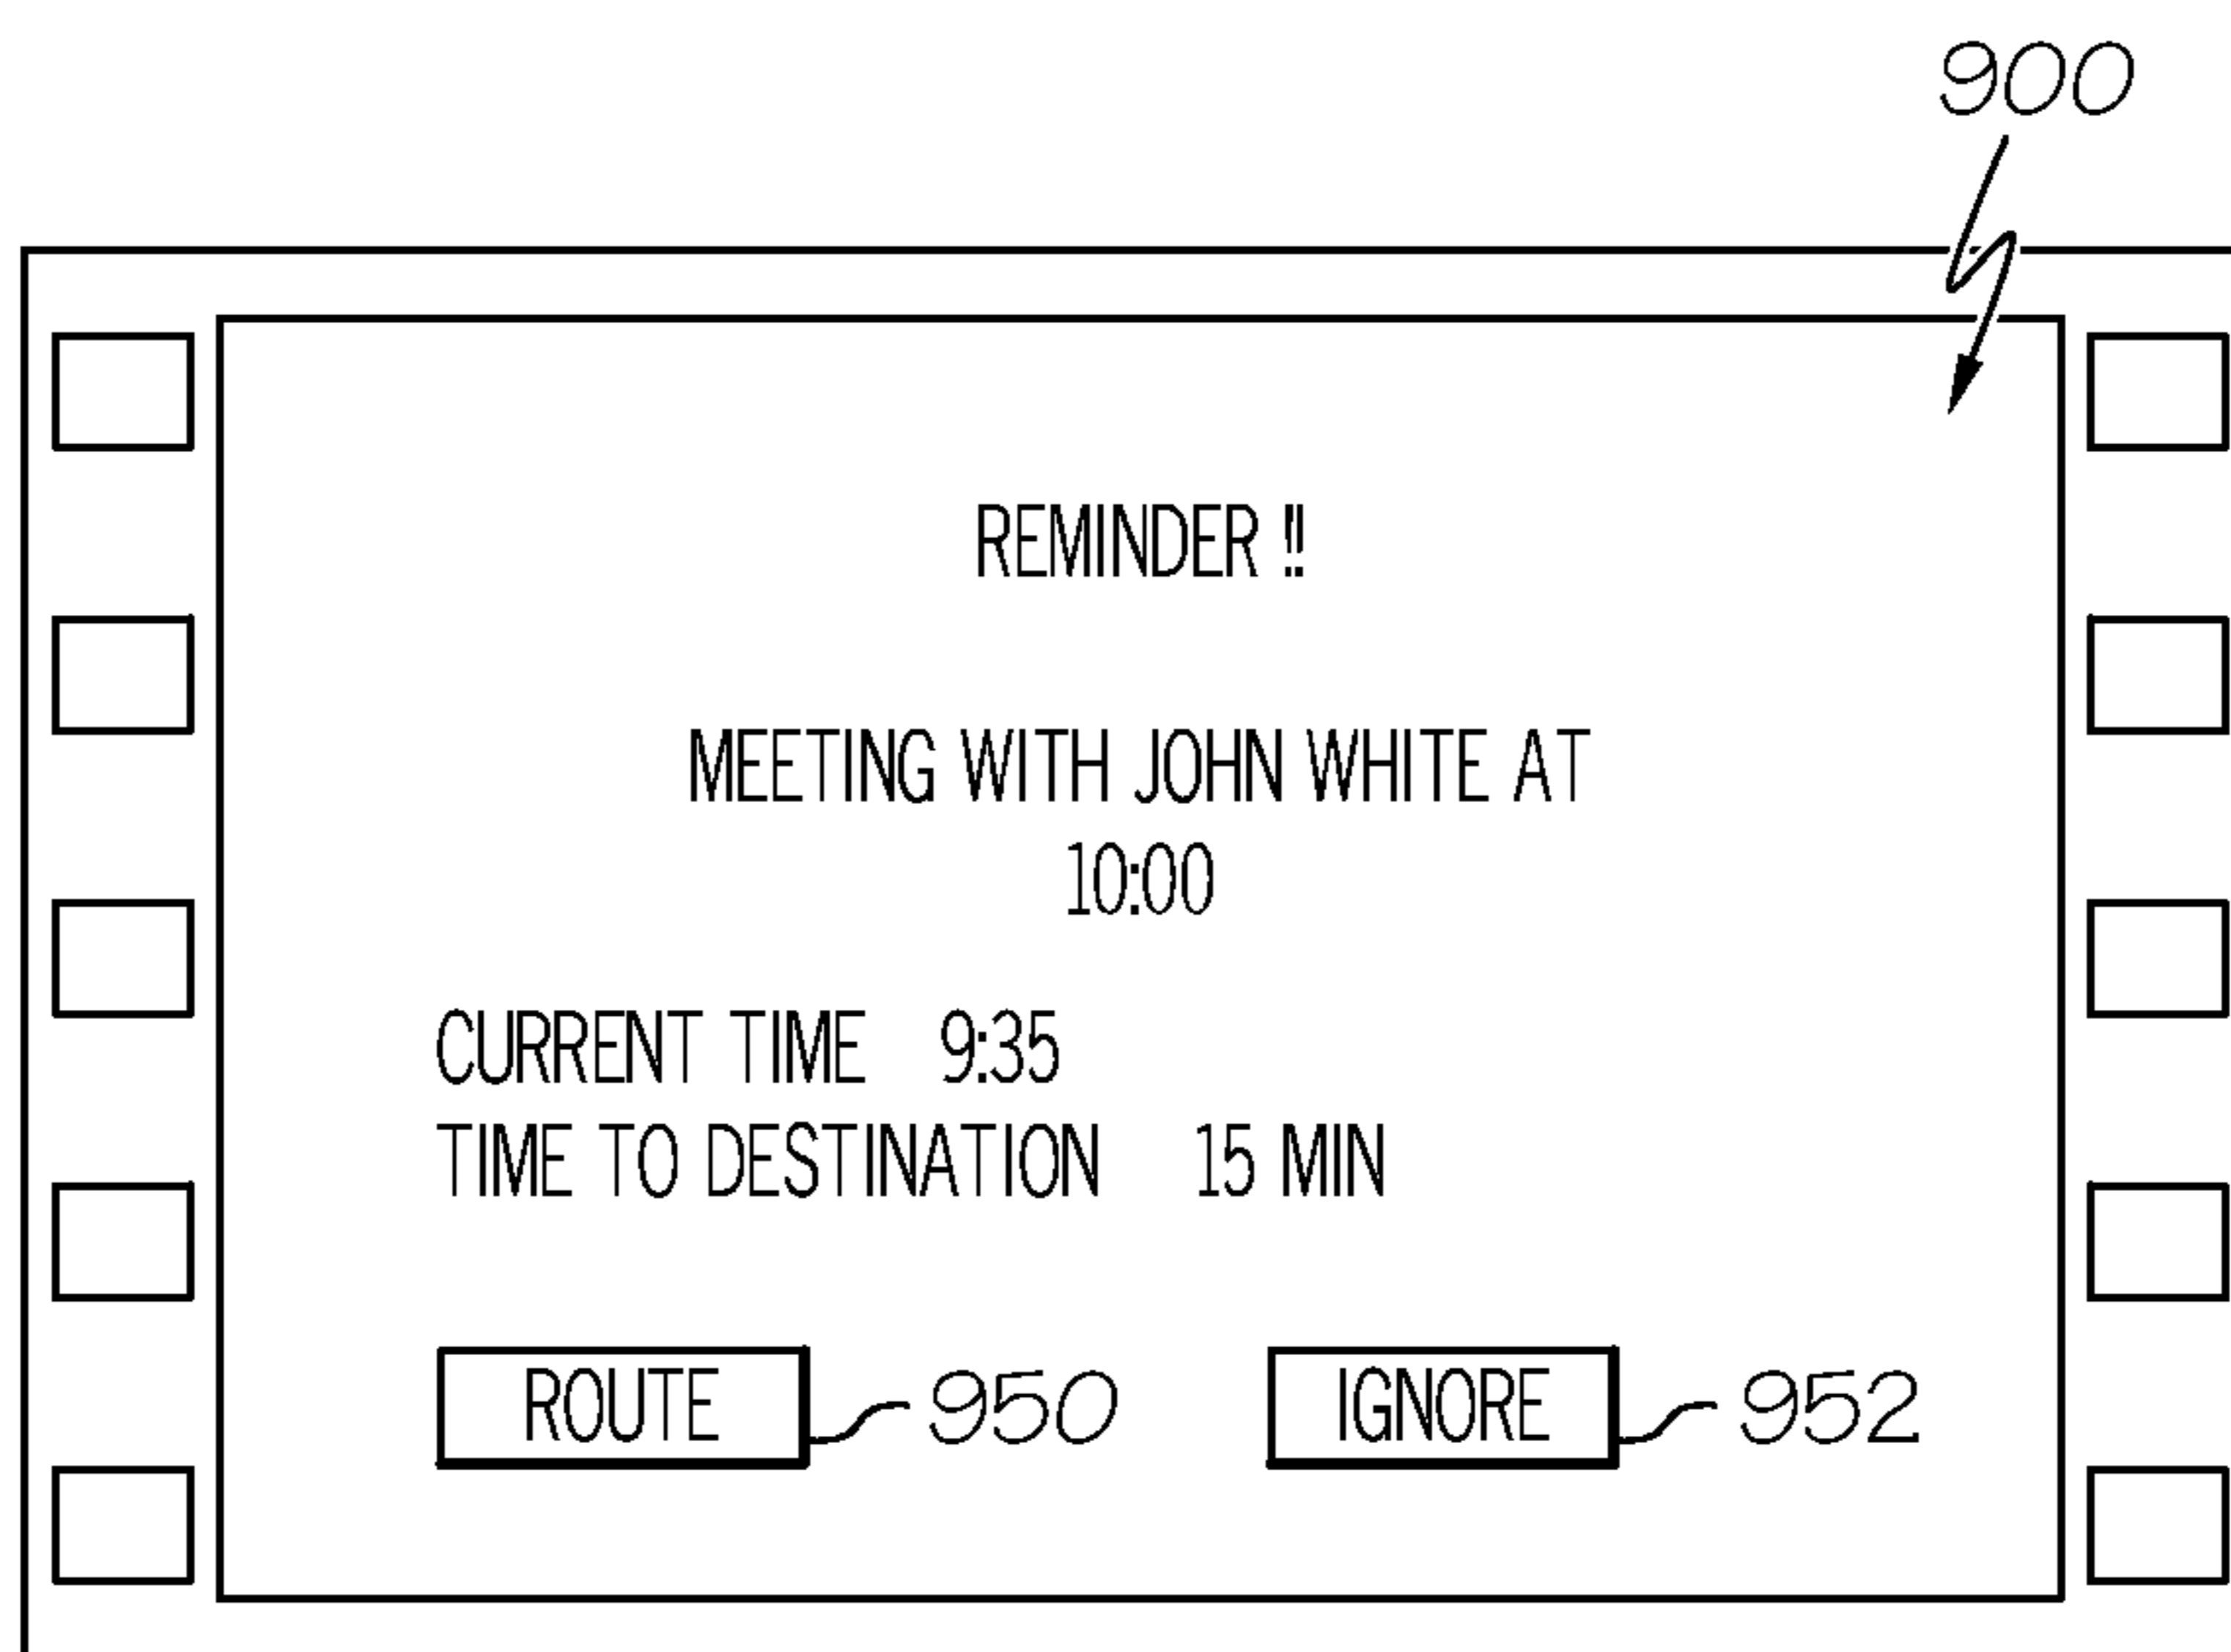 900
REMINDER !!
MEETING WITH JOHN WHITE AT
10:00
CURRENT TIME 9:35
TIME TO DESTINATION 15 MIN
ROUTE 950 IGNORE 952